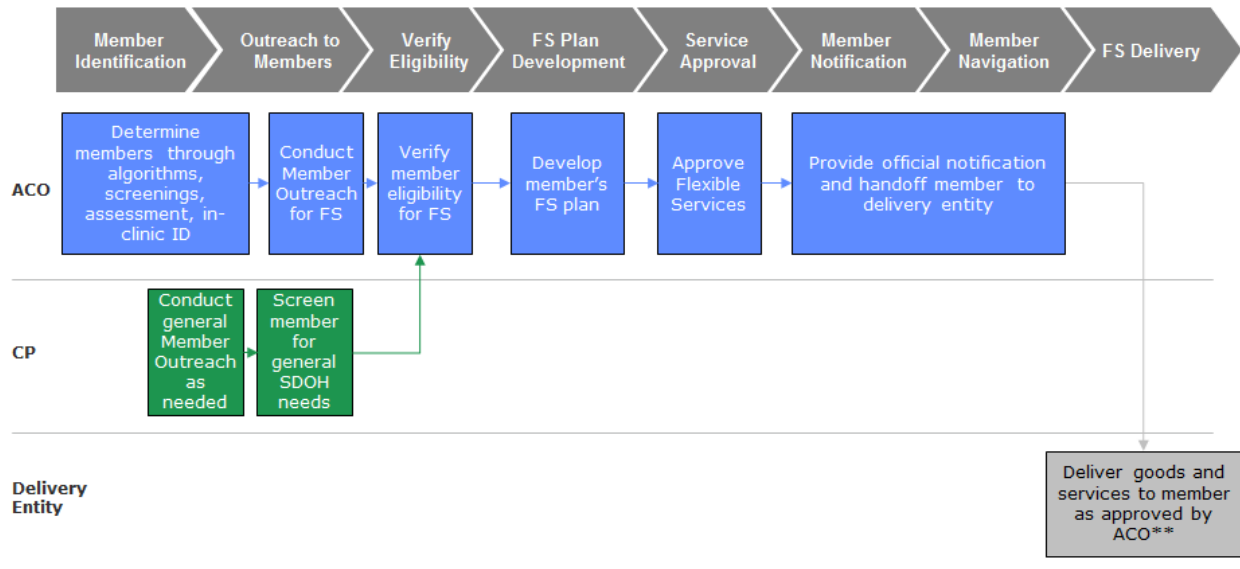 Member
Identification
Outreach to
Members
Verify
Eligibility
FS Plan
Development
Service
Approval
Member
Notification
Member
Navigation
FS Delivery
ACO
Determine
members through
algorithms,
screenings,
assessment, in-
clinic ID
Conduct
Member
Outreach
for FS
Verify
member
eligibility
for FS
Develop
member's
FS plan
Approve
Flexible
Services
Provide official notification
and handoff member to
delivery entity
CP
Conduct
general
Member
Outreach
as
needed
Screen
member
for
general
SDOH
needs
Delivery
Entity
Deliver goods and
services to member
as approved by
ACO**